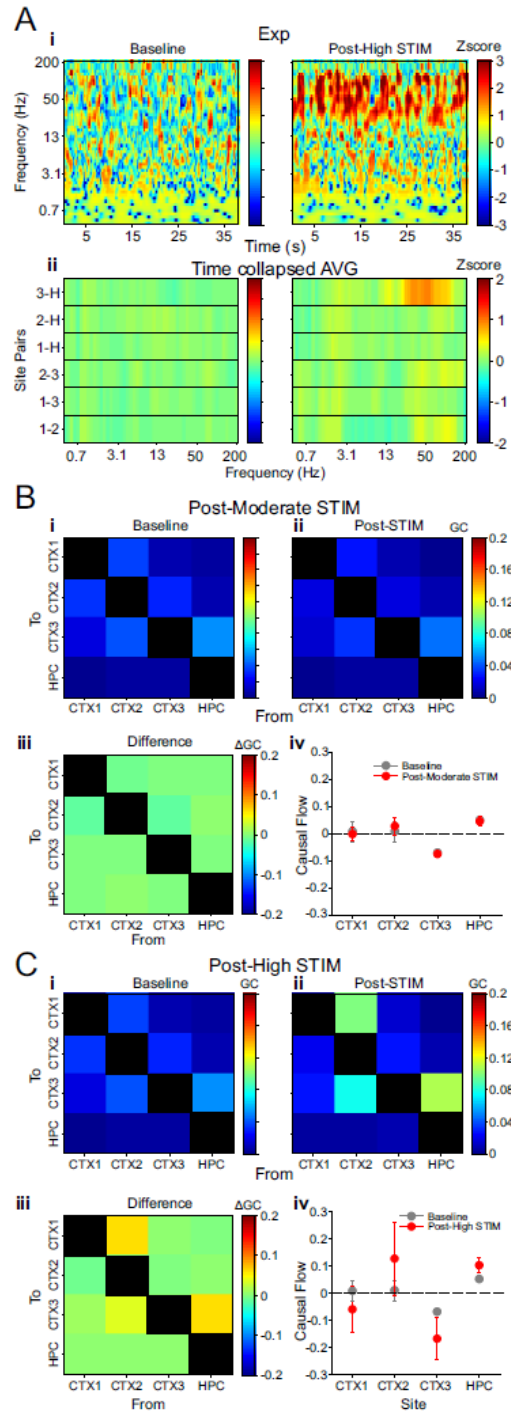 A
Exp
i
Baseline
Post-High STIM
Zscore
Frequency (Hz)
200
50
13
3.1
0.7
3
2
1
0
-1
-2
-3
5 15 25 35
5 15 25 35
Time (s)
ii
Time collapsed AVG
Zscore
Site Pairs
3-H
2-H
1-H
2-3
1-3
1-2
2
1
0
-1
-2
0.7 3.1 13 50 200
0.7 3.1 13 50 200
Frequency (Hz)
B
Post-Moderate STIM
i
Baseline
ii
Post-STIM
GC
To
CTX1
CTX2
CTX3
HPC
0.2
0.16
0.12
0.08
0.04
0
CTX1 CTX2 CTX3 HPC
CTX1 CTX2 CTX3 HPC
From
iii
Difference
ΔGC
To
CTX1
CTX2
CTX3
HPC
0.2
0.1
0
-0.1
-0.2
CTX1 CTX2 CTX3 HPC
From
iv
Baseline
Post-Moderate STIM
Causal Flow
0.3
0.2
0.1
0
-0.1
-0.2
-0.3
CTX1 CTX2 CTX3 HPC
C
Post-High STIM
i
Baseline
GC
ii
Post-STIM
GC
To
CTX1
CTX2
CTX3
HPC
0.2
0.16
0.12
0.08
0.04
0
CTX1 CTX2 CTX3 HPC
CTX1 CTX2 CTX3 HPC
From
iii
Difference
ΔGC
To
CTX1
CTX2
CTX3
HPC
0.2
0.1
0
-0.1
-0.2
CTX1 CTX2 CTX3 HPC
From
iv
Baseline
Post-High STIM
Causal Flow
0.3
0.2
0.1
0
-0.1
-0.2
-0.3
CTX1 CTX2 CTX3 HPC
Site